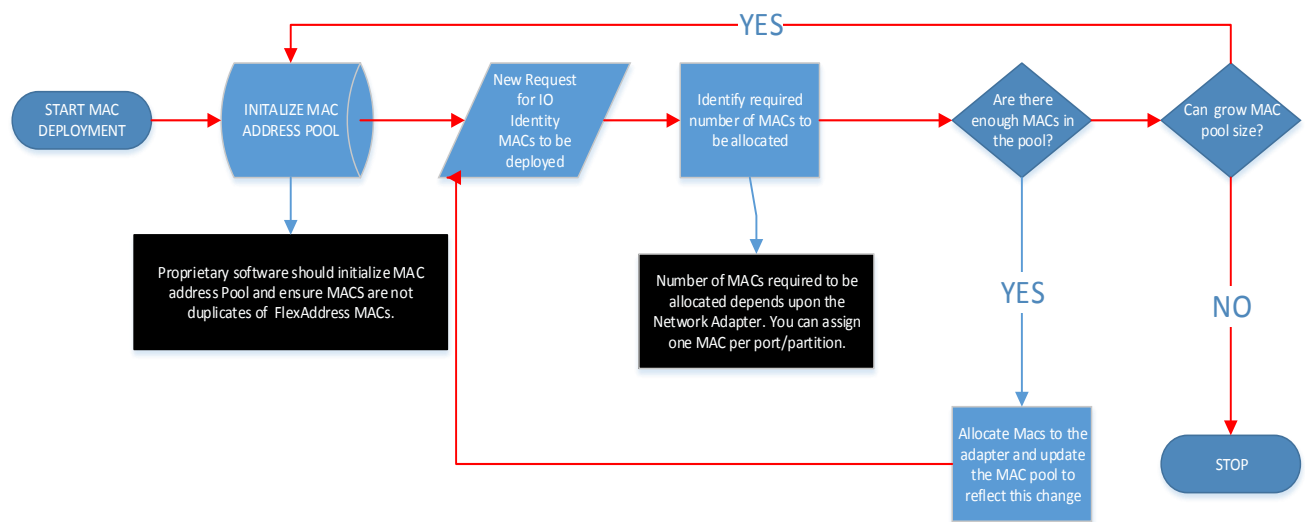 YES
START MAC
DEPLOYMENT
INITALIZE MAC
ADDRESS POOL
New Request
for IO
Identity
MACs to be
deployed
Identify required
number of MACs to
be allocated
Are there
enough MACs in
the pool?
Can grow MAC
pool size?
Proprietary software should initialize MAC
address Pool and ensure MACS are not
duplicates of FlexAddress MACs.
Number of MACs required to be
allocated depends upon the
Network Adapter. You can assign
one MAC per port/partition.
YES
NO
Allocate Macs to the
adapter and update
the MAC pool to
reflect this change
STOP